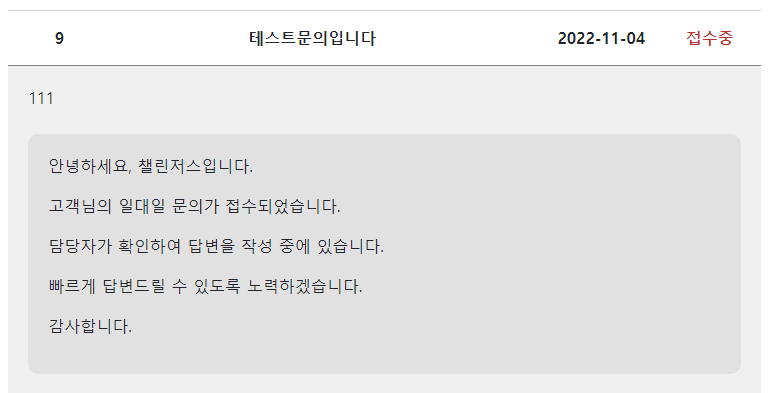 9 테스트문의입니다 2022-11-04 접수중
111
안녕하세요, 챌린저스입니다.
고객님의 일대일 문의가 접수되었습니다.
담당자가 확인하여 답변을 작성 중에 있습니다.
빠르게 답변드릴 수 있도록 노력하겠습니다.
감사합니다.